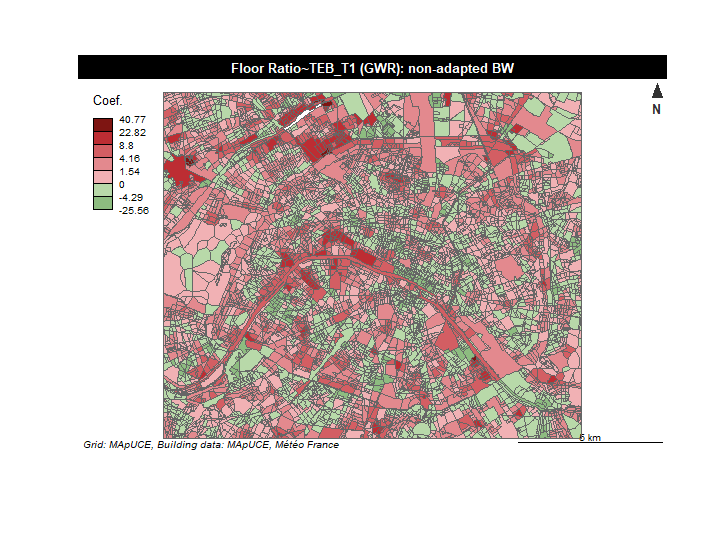 Floor Ratio~TEB_T1 (GWR): non-adapted BW
Coef.
N
40.77
22.82
8.8
4.16
1.54
0
-4.29
-25.56
5 km
Grid: MApUCE, Building data: MApUCE, Météo France